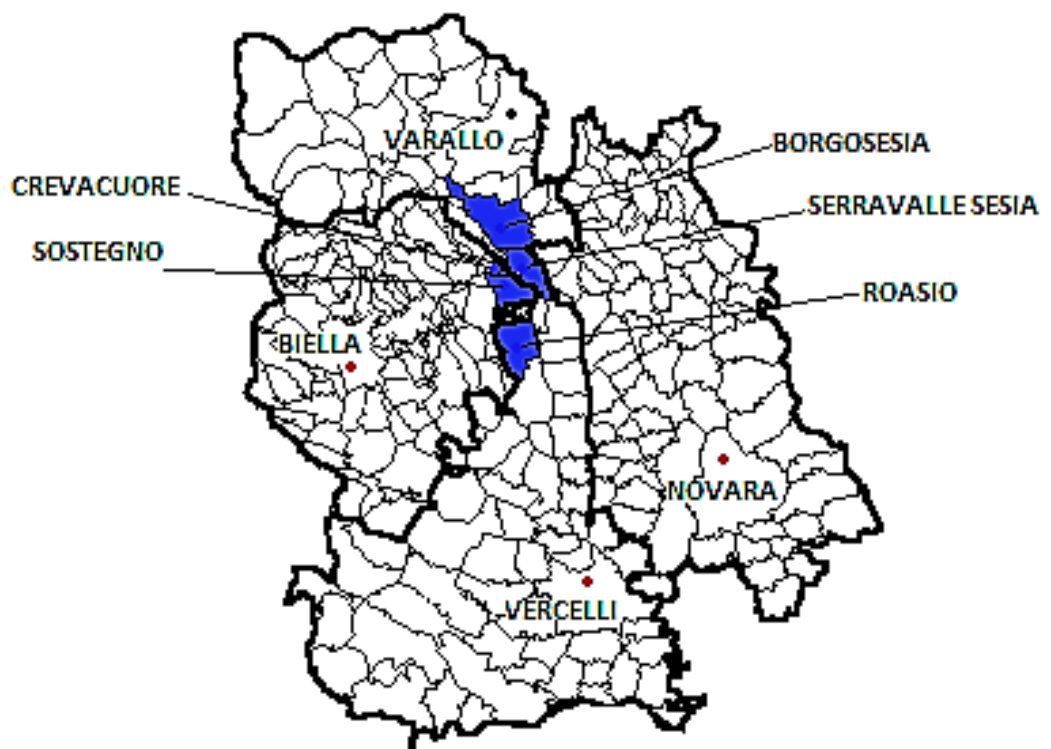 VARALLO
BORGOSESIA
CREVACUORE
SERRAVALLE SESIA
SOSTEGNO
ROASIO
BIELLA
NOVARA
VERCELLI